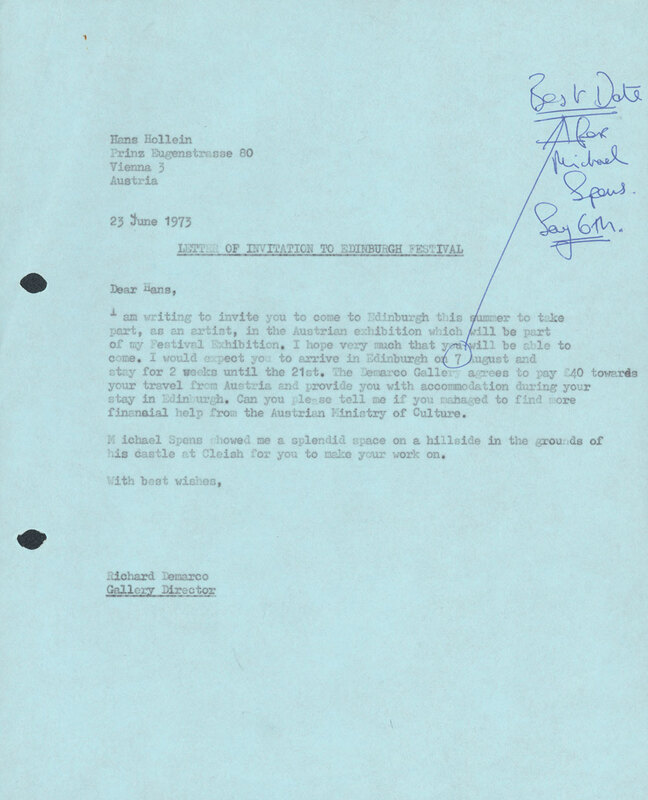 Best Date
for
Michael
Spens.
Say 6th.
Hans Hollein
Prinz Eugenstrasse 80
Vienna 3
Austria
23 June 1973
LETTER OF INVITATION TO EDINBURGH FESTIVAL
Dear Hans,
I am writing to invite you to come to Edinburgh this summer to take
part, as an artist, in the Austrian exhibition which will be part
of my Festival Exhibition. I hope very much that you will be able to
come. I would expect you to arrive in Edinburgh on 7 august and
stay for 2 weeks until the 21st. The Demarco Gallery agrees to pay £40 towards
your travel from Austria and provide you with accommodation during your
stay in Edinburgh. Can you please tell me if you managed to find more
finanaial help from the Austrian Ministry of Culture.
Michael Spens showed me a splendid space on a hillside in the grounds of
his castle at Cleish for you to make your work on.
With best wishes,
Richard Demarco
Gallery Director